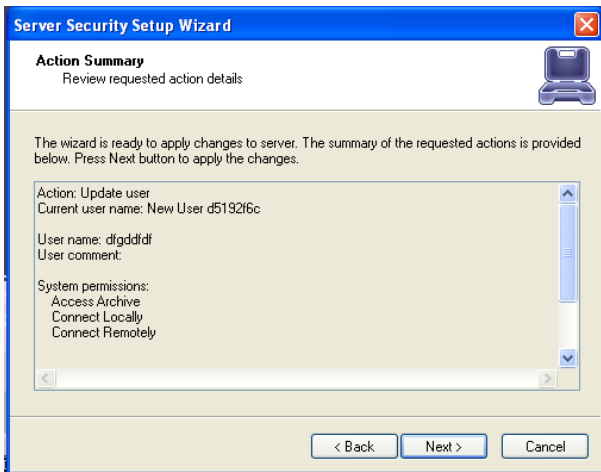 Server Security Setup Wizard
Action Summary
Review requested action details
The wizard is ready to apply changes to server. The summary of the requested actions is provided
below. Press Next button to apply the changes.
Action: Update user
Current user name: New User d5192f6c
User name: dfgddfdf
User comment:
System permissions:
Access Archive
Connect Locally
Connect Remotely
< Back
Next >
Cancel